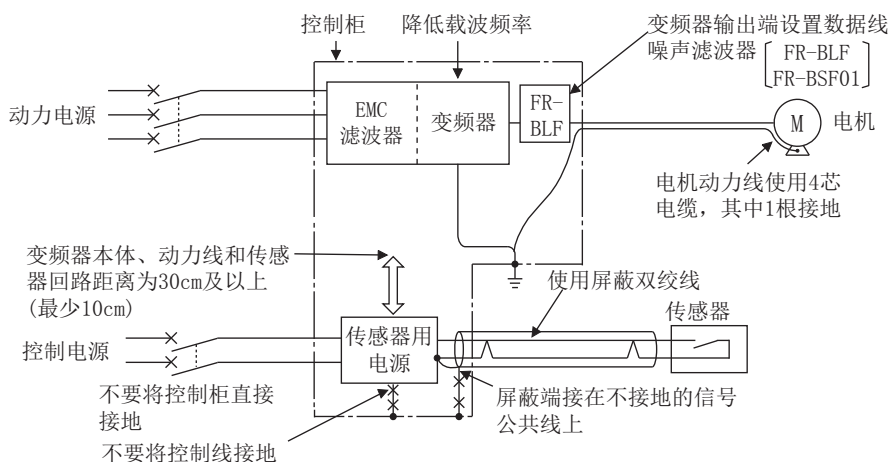 控制柜
降低载波频率
变频器输出端设置数据线
噪声滤波器
FR-BLF
FR-BSF01
动力电源
EMC
滤波器
变频器
FR-
BLF
M
电机
电机动力线使用4芯
电缆，其中1根接地
变频器本体、动力线和传感
器回路距离为30cm及以上
(最少10cm)
使用屏蔽双绞线
传感器
控制电源
传感器用
电源
不要将控制柜直接
接地
不要将控制线接地
屏蔽端接在不接地的信号
公共线上